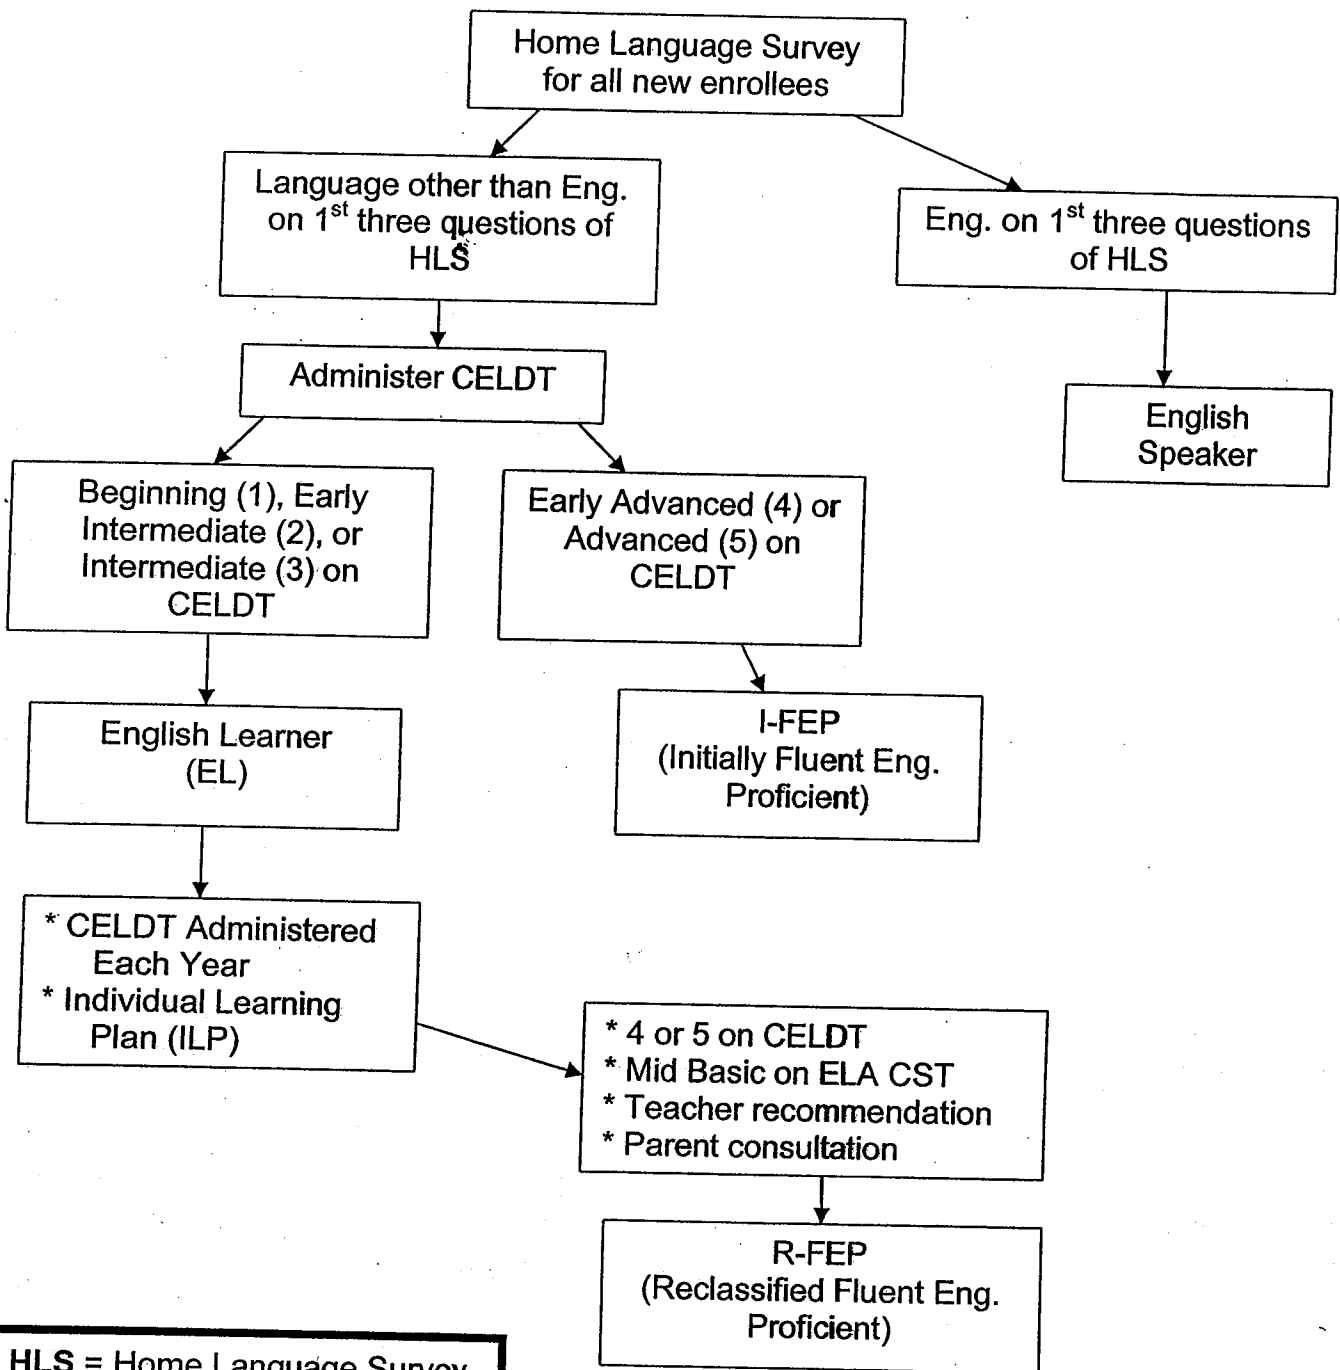 Home Language Survey
for all new enrollees
Language other than Eng.
on 1st three questions of
HLS
Eng. on 1st three questions
of HLS
Administer CELDT
English
Speaker
Beginning (1), Early
Intermediate (2), or
Intermediate (3) on
CELDT
Early Advanced (4) or
Advanced (5) on
CELDT
English Learner
(EL)
I-FEP
(Initially Fluent Eng.
Proficient)
* CELDT Administered
Each Year
* Individual Learning
Plan (ILP)
* 4 or 5 on CELDT
* Mid Basic on ELA CST
* Teacher recommendation
* Parent consultation
R-FEP
(Reclassified Fluent Eng.
Proficient)
HLS = Home Language Survey